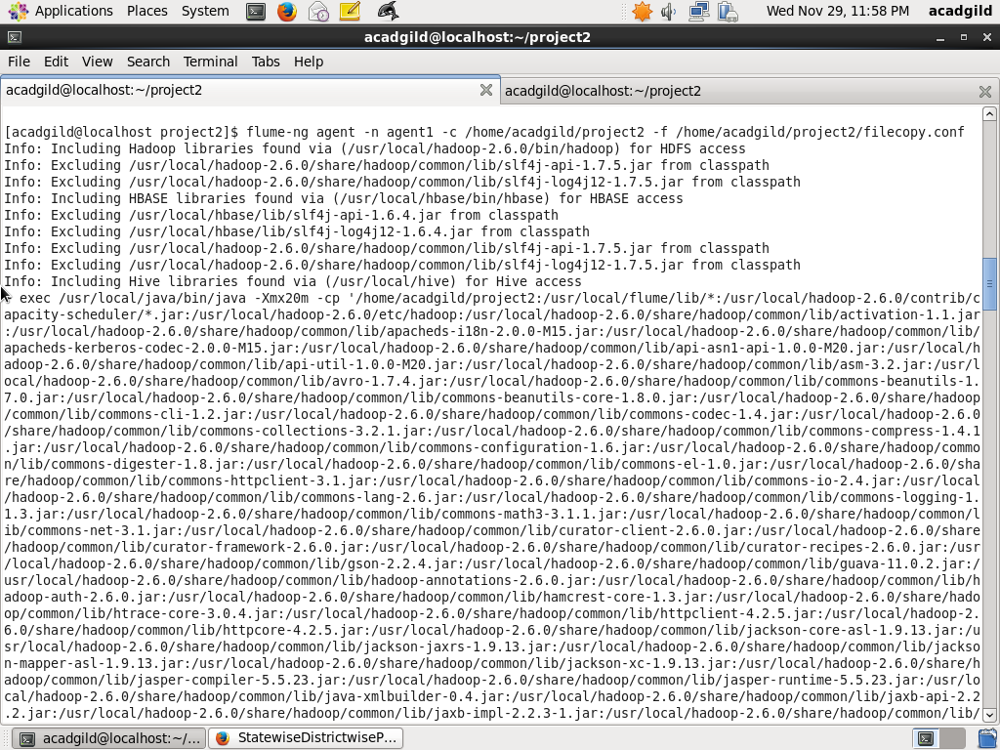 Applications Places System
Wed Nov 29, 11:58 PM acadgild
acadgild@localhost:~/project2
File Edit View Search Terminal Tabs Help
acadgild@localhost:~/project2
acadgild@localhost:~/project2
[acadgild@localhost project2]$ flume-ng agent -n agent1 -c /home/acadgild/project2 -f /home/acadgild/project2/filecopy.conf
Info: Including Hadoop libraries found via (/usr/local/hadoop-2.6.0/bin/hadoop) for HDFS access
Info: Excluding /usr/local/hadoop-2.6.0/share/hadoop/common/lib/slf4j-api-1.7.5.jar from classpath
Info: Excluding /usr/local/hadoop-2.6.0/share/hadoop/common/lib/slf4j-log4j12-1.7.5.jar from classpath
Info: Including HBASE libraries found via (/usr/local/hbase/bin/hbase) for HBASE access
Info: Excluding /usr/local/hbase/lib/slf4j-api-1.6.4.jar from classpath
Info: Excluding /usr/local/hbase/lib/slf4j-log4j12-1.6.4.jar from classpath
Info: Excluding /usr/local/hadoop-2.6.0/share/hadoop/common/lib/slf4j-api-1.7.5.jar from classpath
Info: Excluding /usr/local/hadoop-2.6.0/share/hadoop/common/lib/slf4j-log4j12-1.7.5.jar from classpath
Info: Including Hive libraries found via (/usr/local/hive) for Hive access
exec /usr/local/java/bin/java -Xmx20m -cp '/home/acadgild/project2:/usr/local/flume/lib/*:/usr/local/hadoop-2.6.0/contrib/c
apacity-scheduler/*.jar:/usr/local/hadoop-2.6.0/etc/hadoop:/usr/local/hadoop-2.6.0/share/hadoop/common/lib/activation-1.1.jar
:/usr/local/hadoop-2.6.0/share/hadoop/common/lib/apacheds-i18n-2.0.0-M15.jar:/usr/local/hadoop-2.6.0/share/hadoop/common/lib/
apacheds-kerberos-codec-2.0.0-M15.jar:/usr/local/hadoop-2.6.0/share/hadoop/common/lib/api-asn1-api-1.0.0-M20.jar:/usr/local/h
adoop-2.6.0/share/hadoop/common/lib/api-util-1.0.0-M20.jar:/usr/local/hadoop-2.6.0/share/hadoop/common/lib/asm-3.2.jar:/usr/l
ocal/hadoop-2.6.0/share/hadoop/common/lib/avro-1.7.4.jar:/usr/local/hadoop-2.6.0/share/hadoop/common/lib/commons-beanutils-1.
7.0.jar:/usr/local/hadoop-2.6.0/share/hadoop/common/lib/commons-beanutils-core-1.8.0.jar:/usr/local/hadoop-2.6.0/share/hadoop
/common/lib/commons-cli-1.2.jar:/usr/local/hadoop-2.6.0/share/hadoop/common/lib/commons-codec-1.4.jar:/usr/local/hadoop-2.6.0
/share/hadoop/common/lib/commons-collections-3.2.1.jar:/usr/local/hadoop-2.6.0/share/hadoop/common/lib/commons-compress-1.4.1
.jar:/usr/local/hadoop-2.6.0/share/hadoop/common/lib/commons-configuration-1.6.jar:/usr/local/hadoop-2.6.0/share/hadoop/commo
n/lib/commons-digester-1.8.jar:/usr/local/hadoop-2.6.0/share/hadoop/common/lib/commons-el-1.0.jar:/usr/local/hadoop-2.6.0/sha
re/hadoop/common/lib/commons-httpclient-3.1.jar:/usr/local/hadoop-2.6.0/share/hadoop/common/lib/commons-io-2.4.jar:/usr/local
/hadoop-2.6.0/share/hadoop/common/lib/commons-lang-2.6.jar:/usr/local/hadoop-2.6.0/share/hadoop/common/lib/commons-logging-1.
1.3.jar:/usr/local/hadoop-2.6.0/share/hadoop/common/lib/commons-math3-3.1.1.jar:/usr/local/hadoop-2.6.0/share/hadoop/common/l
ib/commons-net-3.1.jar:/usr/local/hadoop-2.6.0/share/hadoop/common/lib/curator-client-2.6.0.jar:/usr/local/hadoop-2.6.0/share
/hadoop/common/lib/curator-framework-2.6.0.jar:/usr/local/hadoop-2.6.0/share/hadoop/common/lib/curator-recipes-2.6.0.jar:/usr
/local/hadoop-2.6.0/share/hadoop/common/lib/gson-2.2.4.jar:/usr/local/hadoop-2.6.0/share/hadoop/common/lib/guava-11.0.2.jar:/
usr/local/hadoop-2.6.0/share/hadoop/common/lib/hadoop-annotations-2.6.0.jar:/usr/local/hadoop-2.6.0/share/hadoop/common/lib/h
adoop-auth-2.6.0.jar:/usr/local/hadoop-2.6.0/share/hadoop/common/lib/hamcrest-core-1.3.jar:/usr/local/hadoop-2.6.0/share/hado
op/common/lib/htrace-core-3.0.4.jar:/usr/local/hadoop-2.6.0/share/hadoop/common/lib/httpclient-4.2.5.jar:/usr/local/hadoop-2.
6.0/share/hadoop/common/lib/httpcore-4.2.5.jar:/usr/local/hadoop-2.6.0/share/hadoop/common/lib/jackson-core-asl-1.9.13.jar:/u
sr/local/hadoop-2.6.0/share/hadoop/common/lib/jackson-jaxrs-1.9.13.jar:/usr/local/hadoop-2.6.0/share/hadoop/common/lib/jackso
n-mapper-asl-1.9.13.jar:/usr/local/hadoop-2.6.0/share/hadoop/common/lib/jackson-xc-1.9.13.jar:/usr/local/hadoop-2.6.0/share/h
adoop/common/lib/jasper-compiler-5.5.23.jar:/usr/local/hadoop-2.6.0/share/hadoop/common/lib/jasper-runtime-5.5.23.jar:/usr/lo
cal/hadoop-2.6.0/share/hadoop/common/lib/java-xmlbuilder-0.4.jar:/usr/local/hadoop-2.6.0/share/hadoop/common/lib/jaxb-api-2.2
.2.jar:/usr/local/hadoop-2.6.0/share/hadoop/common/lib/jaxb-impl-2.2.3-1.jar:/usr/local/hadoop-2.6.0/share/hadoop/common/lib/
acadgild@localhost:~/...
StatewiseDistrictwiseP...